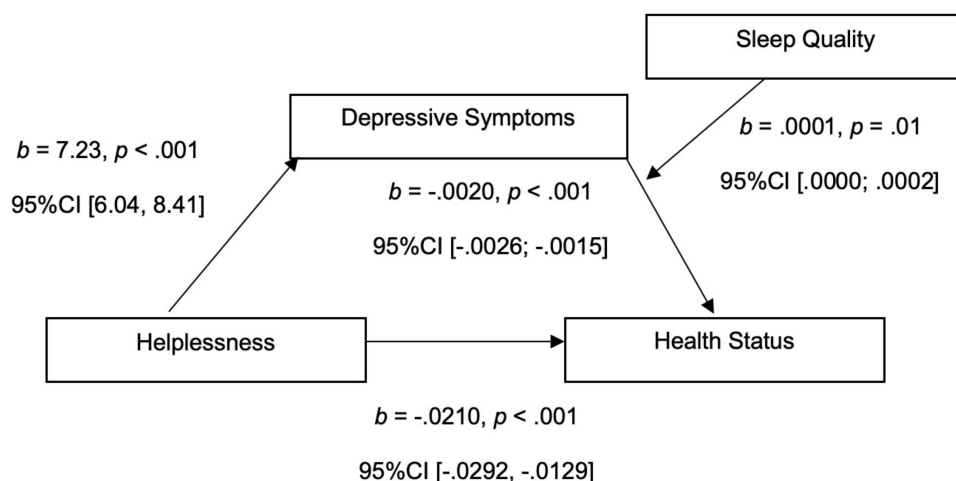 Sleep Quality
Depressive Symptoms
b = .0001, p = .01
b = 7.23, p < .001
95%CI [.0000; .0002]
b = -.0020, p < .001
95%CI [6.04, 8.41]
95%CI [-.0026; -.0015]
Helplessness
Health Status
b = -.0210, p < .001
95%CI [-.0292, -.0129]